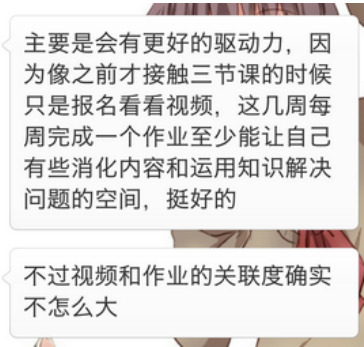 主要是会有更好的驱动力，因
为像之前才接触三节课的时候
只是报名看看视频，这几周每
周完成一个作业至少能让自己
有些消化内容和运用知识解决
问题的空间，挺好的
不过视频和作业的关联度确实
不怎么大